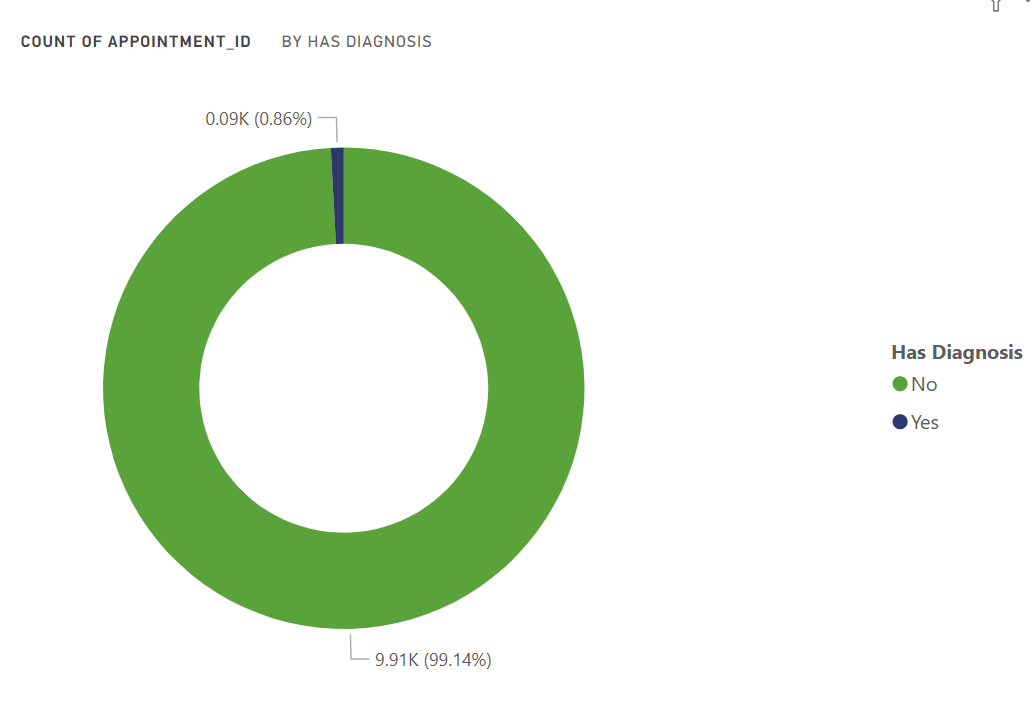 COUNT OF APPOINTMENT_ID BY HAS DIAGNOSIS
0.09K (0.86%)
Has Diagnosis
No
Yes
9.91K (99.14%)